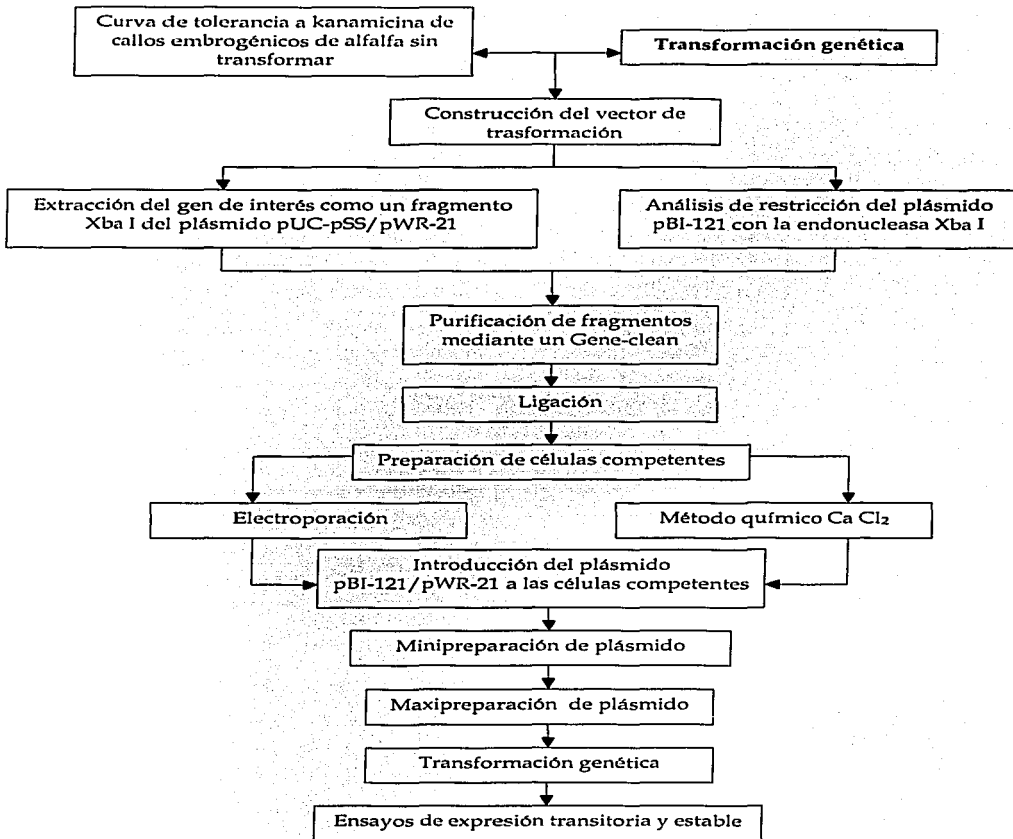 Curva de tolerancia a kanamicina de
callos embrogénicos de alfalfa sin
transformar
Transformación genética
Construcción del vector de
trasformación
Extracción del gen de interés como un fragmento
Xba I del plásmido pUC-pSS/pWR-21
Análisis de restricción del plásmido
pBI-121 con la endonucleasa Xba I
Purificación de fragmentos
mediante un Gene-clean
Ligación
Preparación de células competentes
Electroporación
Método químico Ca Cl₂
Introducción del plásmido
pBI-121/pWR-21 a las células competentes
Minipreparación de plásmido
Maxipreparación de plásmido
Transformación genética
Ensayos de expresión transitoria y estable